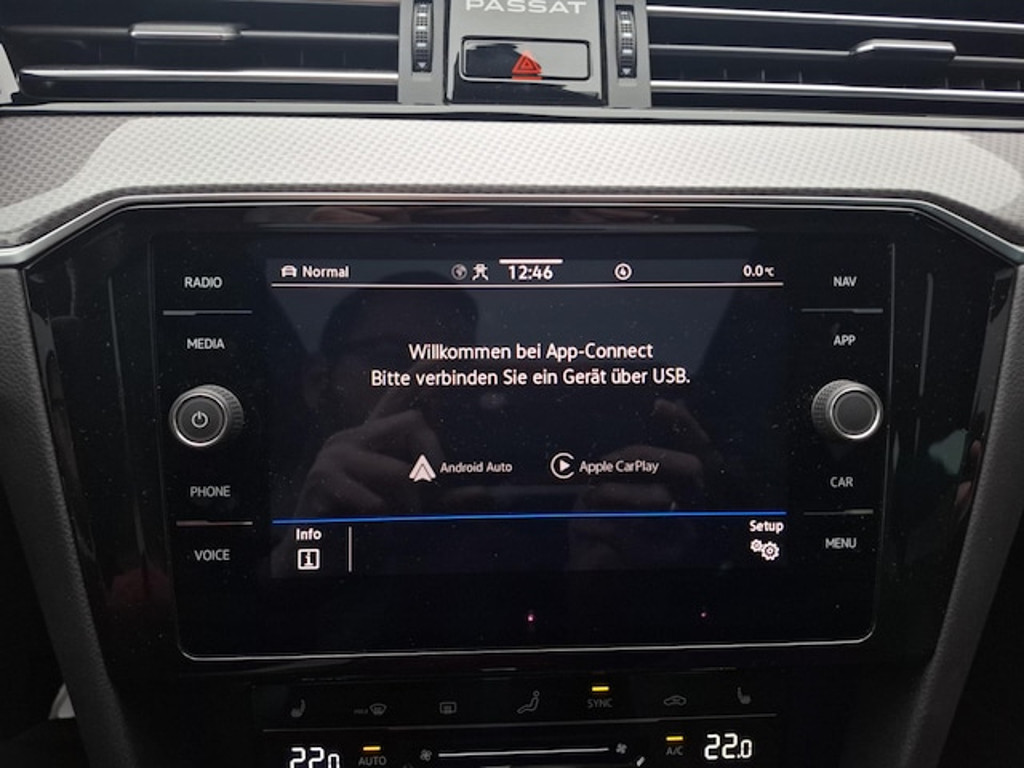 PASSAT
RADIO
MEDIA
PHONE
VOICE
Normal
12:46
0.0°C
Willkommen bei App-Connect
Bitte verbinden Sie ein Gerät über USB.
Android Auto
Apple CarPlay
Info
Setup
NAV
APP
CAR
MENU
MAX
SYNC
22.0
AUTO
A/C
22.0